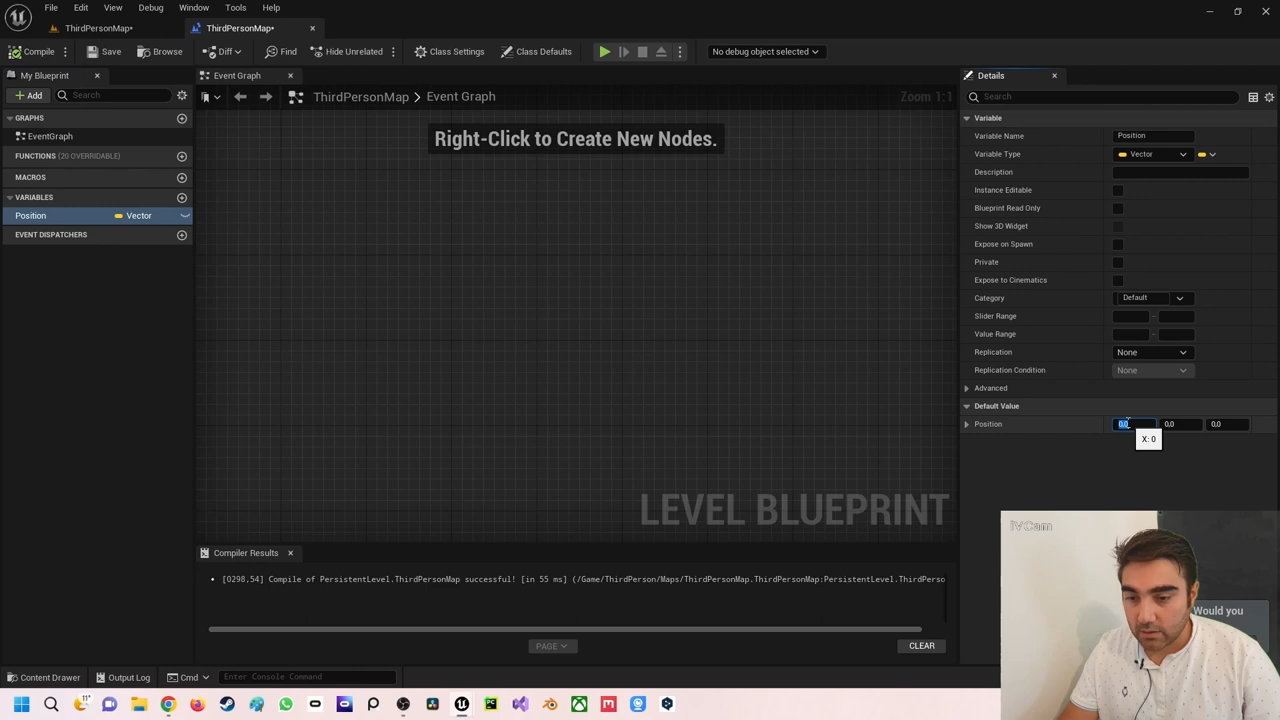 File Edit View Debug Window Tools Help
ThirdPersonMap* ThirdPersonMap*
Compile Save Browse Diff Find Hide Unrelated Class Settings Class Defaults No debug object selected
My Blueprint
Add Search
GRAPHS
EventGraph
FUNCTIONS (20 OVERRIDABLE)
MACROS
VARIABLES
Position Vector
EVENT DISPATCHERS
Event Graph
ThirdPersonMap > Event Graph Zoom 1:1
Right-Click to Create New Nodes.
LEVEL BLUEPRINT
Compiler Results
[0298,54] Compile of PersistentLevel.ThirdPersonMap successful! [in 55 ms] (/Game/ThirdPerson/Maps/ThirdPersonMap.ThirdPersonMap:PersistentLevel.ThirdPerso
PAGE CLEAR
Details
Search
Variable
Variable Name Position
Variable Type Vector
Description
Instance Editable
Blueprint Read Only
Show 3D Widget
Expose on Spawn
Private
Expose to Cinematics
Category Default
Slider Range
Value Range
Replication None
Replication Condition None
Advanced
Default Value
Position 0,0 0,0 0,0
X: 0
iVCam
Would you
Content Drawer Output Log Cmd Enter Console Command
11°